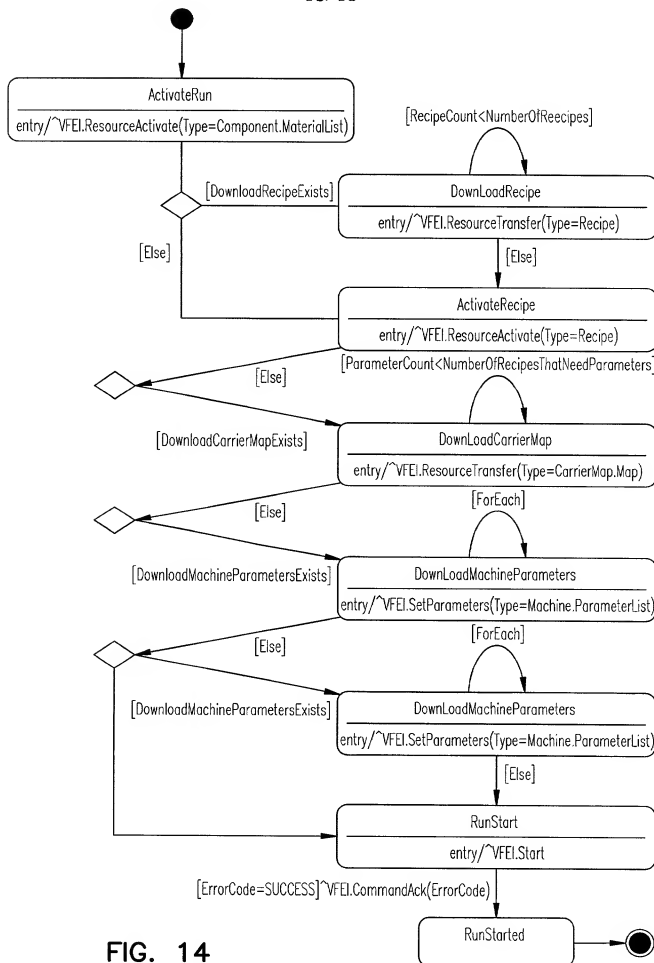 ActivateRun
entry/^VFEI.ResourceActivate(Type=Component.MaterialList)
[RecipeCount<NumberOfReecipes]
[DownloadRecipeExists]
DownLoadRecipe
entry/^VFEI.ResourceTransfer(Type=Recipe)
[Else]
[Else]
ActivateRecipe
entry/^VFEI.ResourceActivate(Type=Recipe)
[Else]
[ParameterCount<NumberOfRecipesThatNeedParameters]
[DownloadCarrierMapExists]
DownLoadCarrierMap
entry/^VFEI.ResourceTransfer(Type=CarrierMap.Map)
[Else]
[ForEach]
[DownloadMachineParametersExists]
DownLoadMachineParameters
entry/^VFEI.SetParameters(Type=Machine.ParameterList)
[Else]
[ForEach]
[DownloadMachineParametersExists]
DownLoadMachineParameters
entry/^VFEI.SetParameters(Type=Machine.ParameterList)
[Else]
RunStart
entry/^VFEI.Start
[ErrorCode=SUCCESS]^VFEI.CommandAck(ErrorCode)
RunStarted
FIG. 14